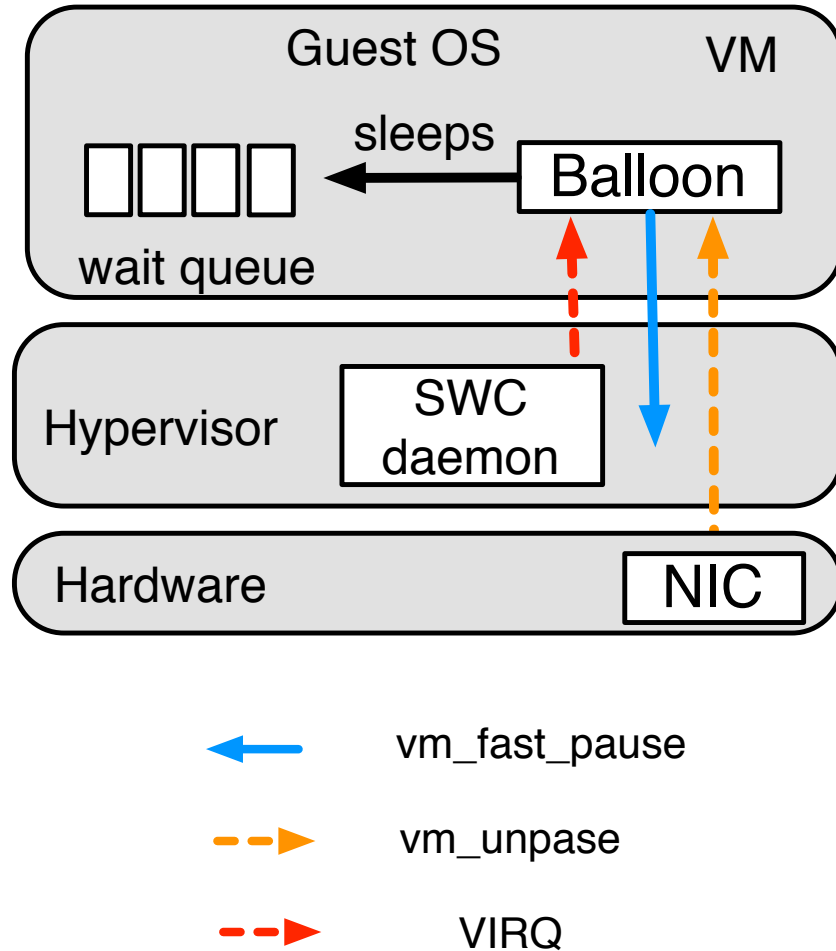 Guest OS
VM
sleeps
Balloon
wait queue
SWC
daemon
Hypervisor
Hardware
NIC
vm_fast_pause
vm_unpase
VIRQ